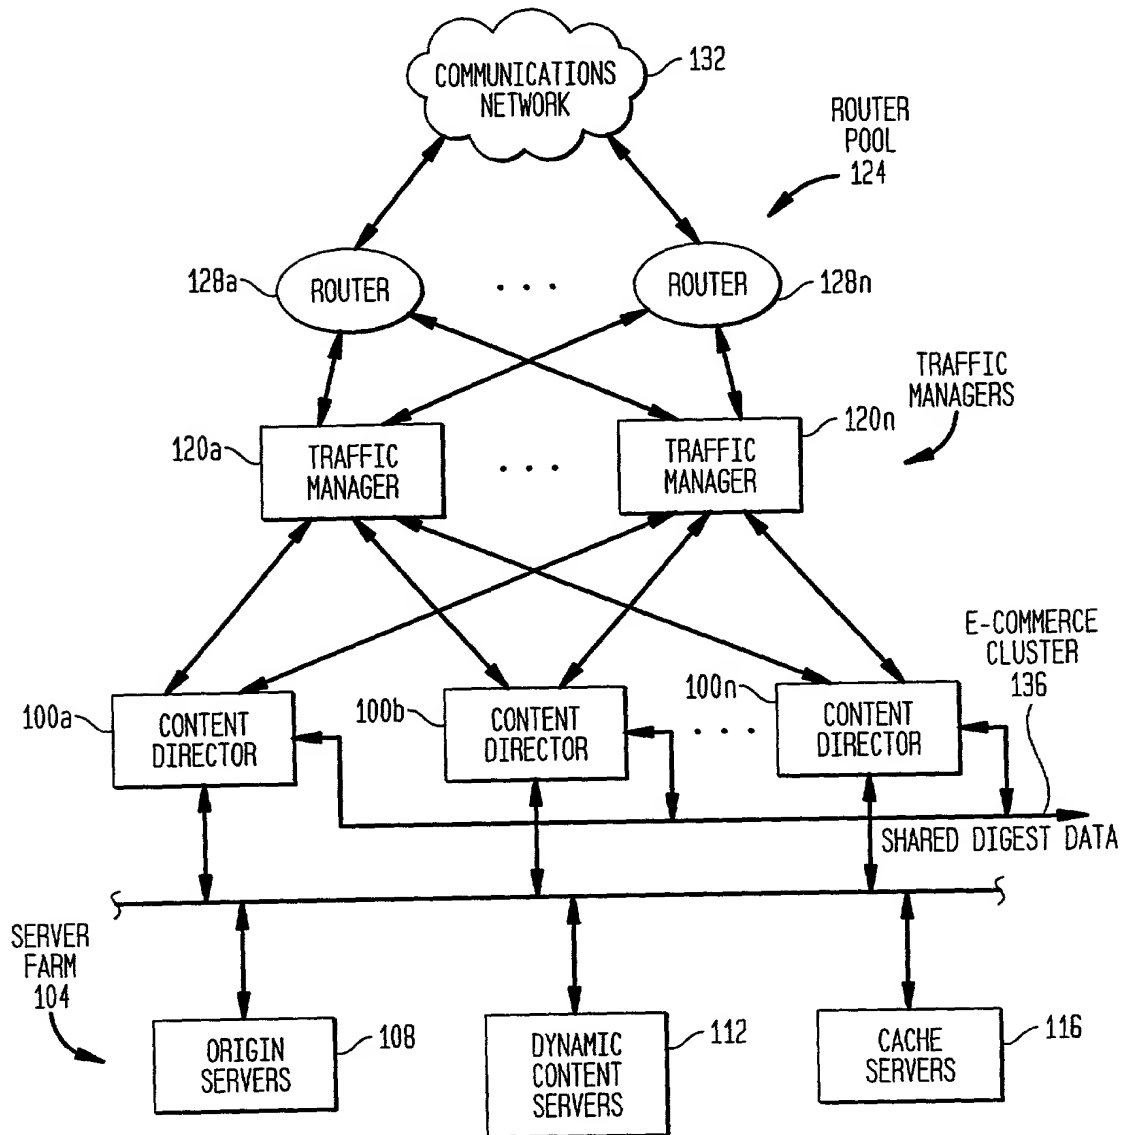 COMMUNICATIONS
NETWORK
132
ROUTER
POOL
124
128a
ROUTER
. . .
ROUTER
128n
TRAFFIC
MANAGERS
120a
TRAFFIC
MANAGER
. . .
TRAFFIC
MANAGER
120n
E-COMMERCE
CLUSTER
136
100a
CONTENT
DIRECTOR
100b
CONTENT
DIRECTOR
. . .
100n
CONTENT
DIRECTOR
SHARED DIGEST DATA
SERVER
FARM
104
ORIGIN
SERVERS
108
DYNAMIC
CONTENT
SERVERS
112
CACHE
SERVERS
116